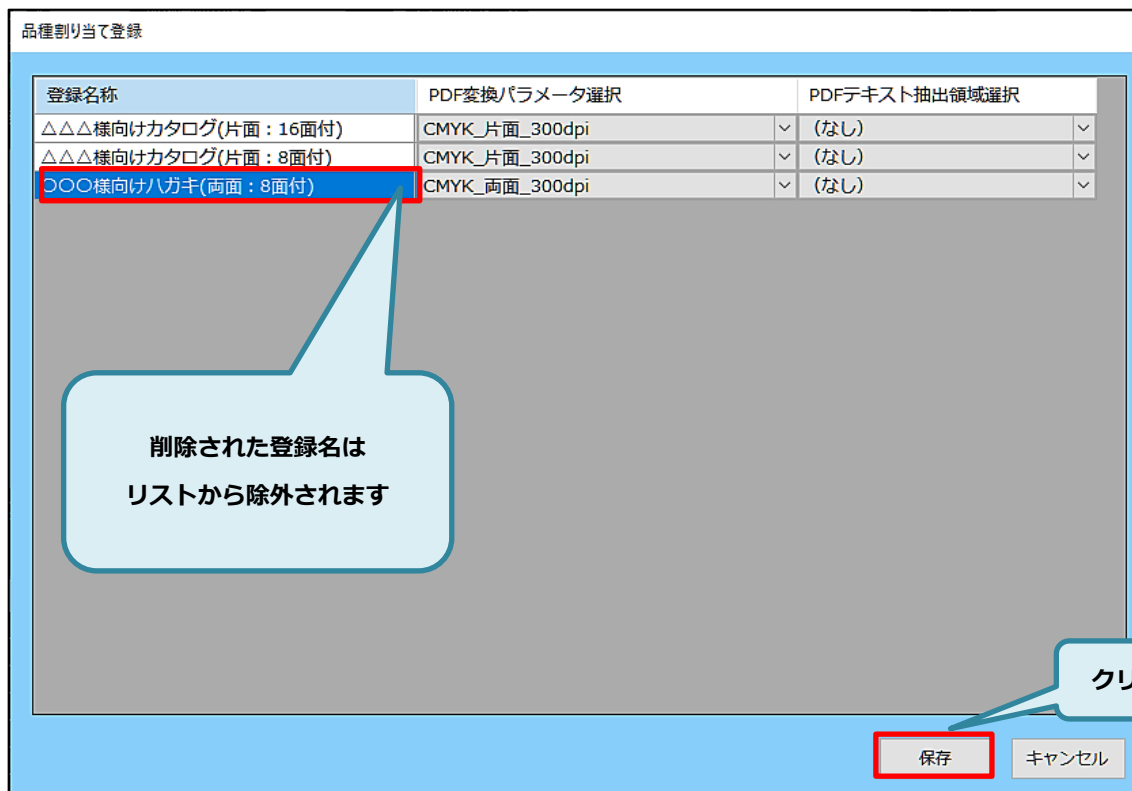 品種割り当て登録
登録名称 PDF変換パラメータ選択 PDFテキスト抽出領域選択
△△△様向けカタログ(片面：16面付) CMYK_片面_300dpi (なし)
△△△様向けカタログ(片面：8面付) CMYK_片面_300dpi (なし)
〇〇〇様向けハガキ(両面：8面付) CMYK_両面_300dpi (なし)
削除された登録名は
リストから除外されます
クリ
保存 キャンセル